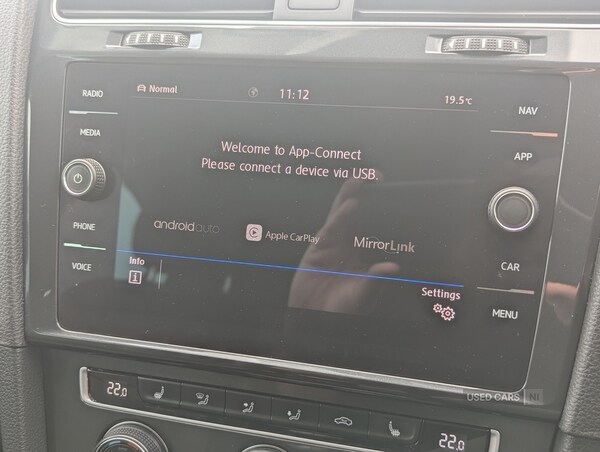 RADIO
MEDIA
PHONE
VOICE
Normal
11:12
19.5°C
Welcome to App-Connect
Please connect a device via USB.
androidauto
Apple CarPlay
MirrorLink
Info
i
Settings
NAV
APP
CAR
MENU
22.0
22.0
USED CARS NI